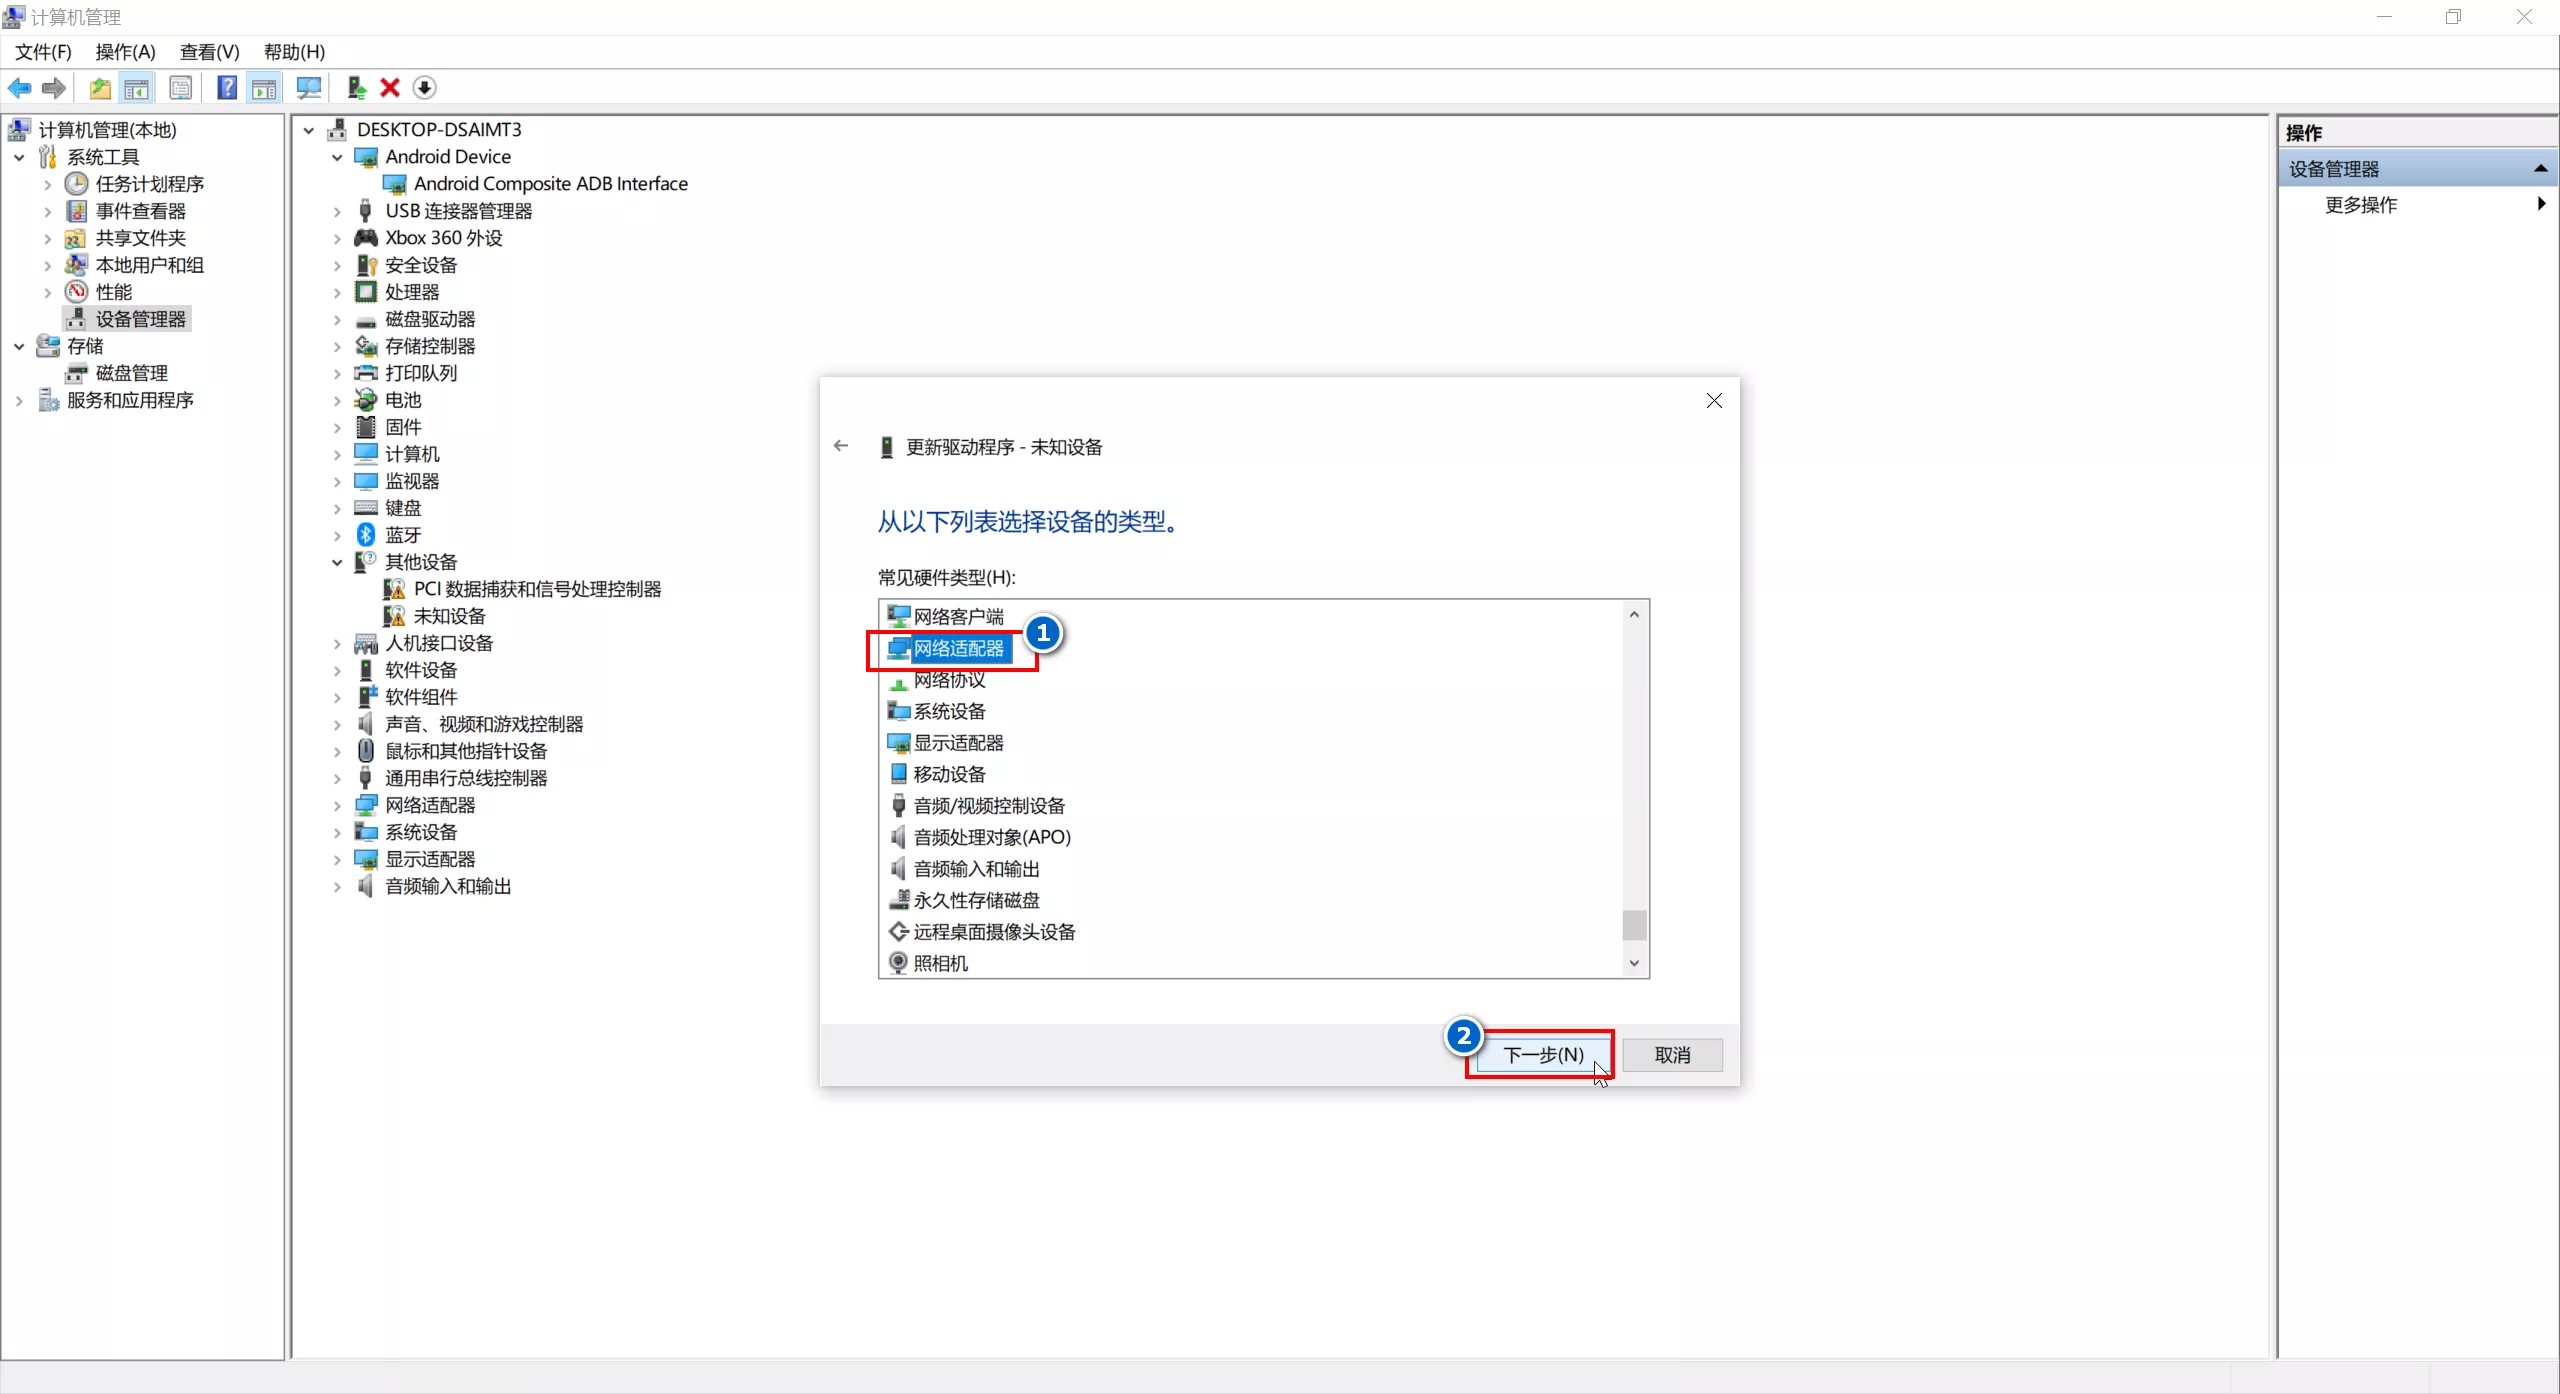 计算机管理
文件(F) 操作(A) 查看(V) 帮助(H)
计算机管理(本地)
系统工具
任务计划程序
事件查看器
共享文件夹
本地用户和组
性能
设备管理器
存储
磁盘管理
服务和应用程序
DESKTOP-DSAIMT3
Android Device
Android Composite ADB Interface
USB 连接器管理器
Xbox 360 外设
安全设备
处理器
磁盘驱动器
存储控制器
打印队列
电池
固件
计算机
监视器
键盘
蓝牙
其他设备
PCI 数据捕获和信号处理控制器
未知设备
人机接口设备
软件设备
软件组件
声音、视频和游戏控制器
鼠标和其他指针设备
通用串行总线控制器
网络适配器
系统设备
显示适配器
音频输入和输出
更新驱动程序 - 未知设备
从以下列表选择设备的类型。
常见硬件类型(H):
网络客户端
网络适配器
1
网络协议
系统设备
显示适配器
移动设备
音频/视频控制设备
音频处理对象(APO)
音频输入和输出
永久性存储磁盘
远程桌面摄像头设备
照相机
2
下一步(N)
取消
操作
设备管理器
更多操作